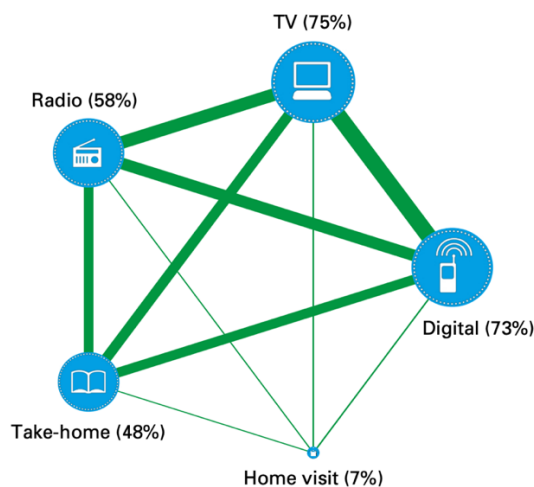 TV (75%)
Radio (58%)
Digital (73%)
Take-home (48%)
Home visit (7%)